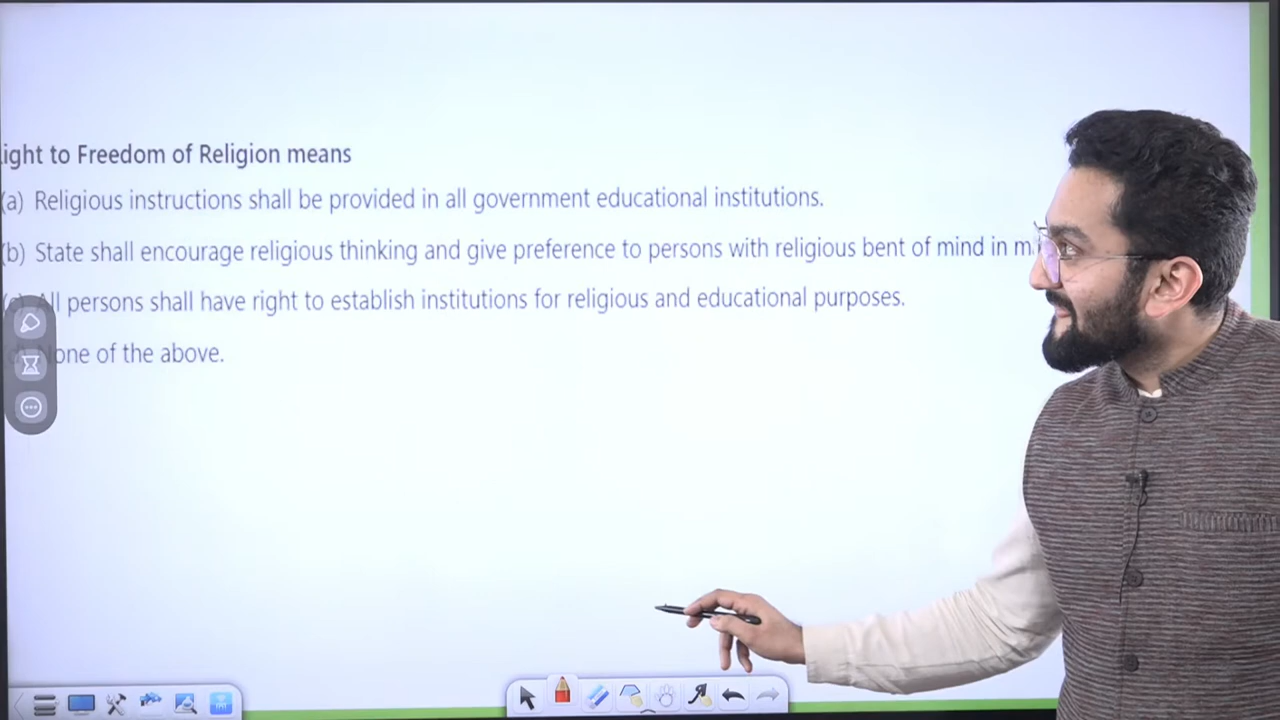 ight to Freedom of Religion means
(a) Religious instructions shall be provided in all government educational institutions.
(b) State shall encourage religious thinking and give preference to persons with religious bent of mind in
All persons shall have right to establish institutions for religious and educational purposes.
None of the above.